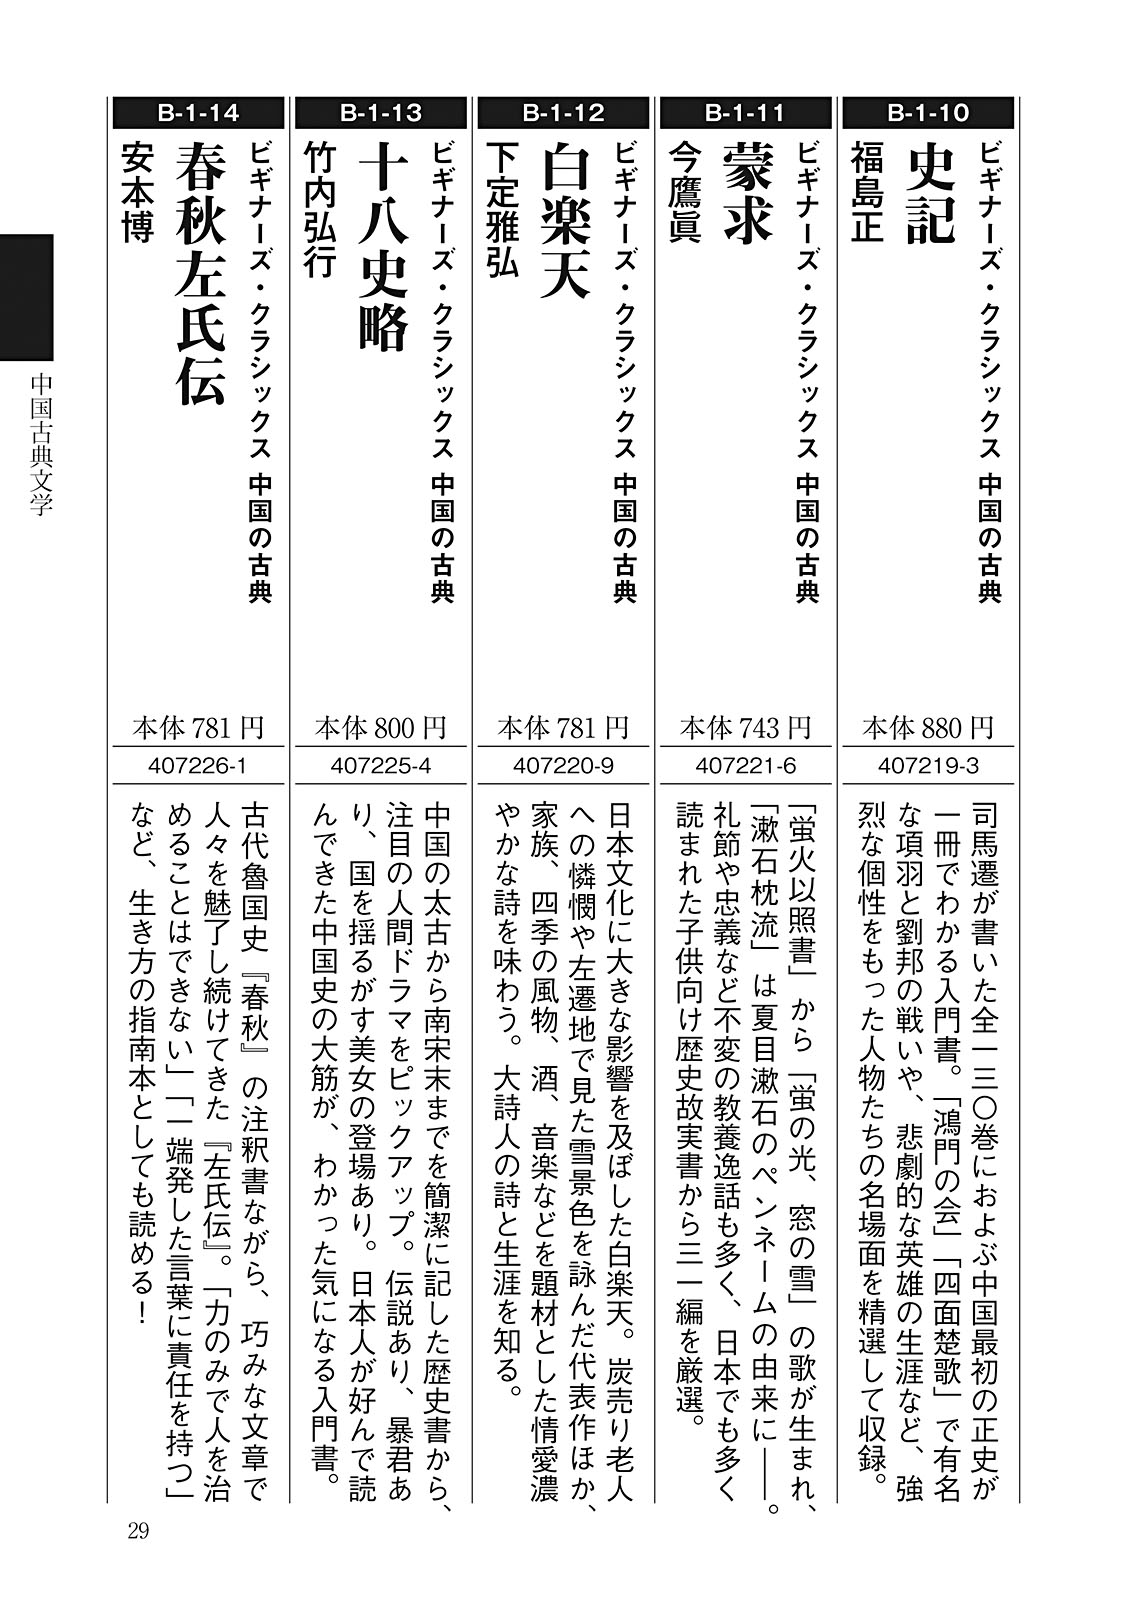 B-1-10
ビギナーズ・クラシックス 中国の古典
史記
福島正
本体880円
407219-3
司馬遷が書いた全一三〇巻におよぶ中国最初の正史が
一冊でわかる入門書。「鴻門の会」「四面楚歌」で有名
な項羽と劉邦の戦いや、悲劇的な英雄の生涯など、強
烈な個性をもった人物たちの名場面を精選して収録。
B-1-11
ビギナーズ・クラシックス 中国の古典
蒙求
今鷹眞
本体743円
407221-6
「蛍火以照書」から「蛍の光、窓の雪」の歌が生まれ、
「漱石枕流」は夏目漱石のペンネームの由来に――。
礼節や忠義など不変の教養逸話も多く、日本でも多く
読まれた子供向け歴史故実書から三一編を厳選。
B-1-12
ビギナーズ・クラシックス 中国の古典
白楽天
下定雅弘
本体781円
407220-9
日本文化に大きな影響を及ぼした白楽天。炭売り老人
への憐憫や左遷地で見た雪景色を詠んだ代表作ほか、
家族、四季の風物、酒、音楽などを題材とした情愛濃
やかな詩を味わう。大詩人の詩と生涯を知る。
B-1-13
ビギナーズ・クラシックス 中国の古典
十八史略
竹内弘行
本体800円
407225-4
中国の太古から南宋末までを簡潔に記した歴史書から、
注目の人間ドラマをピックアップ。伝説あり、暴君あ
り、国を揺るがす美女の登場あり。日本人が好んで読
んできた中国史の大筋が、わかった気になる入門書。
B-1-14
ビギナーズ・クラシックス 中国の古典
春秋左氏伝
安本博
本体781円
407226-1
古代魯国史『春秋』の注釈書ながら、巧みな文章で
人々を魅了し続けてきた『左氏伝』。「力のみで人を治
めることはできない」「一端発した言葉に責任を持つ」
など、生き方の指南本としても読める！
中国古典文学
29